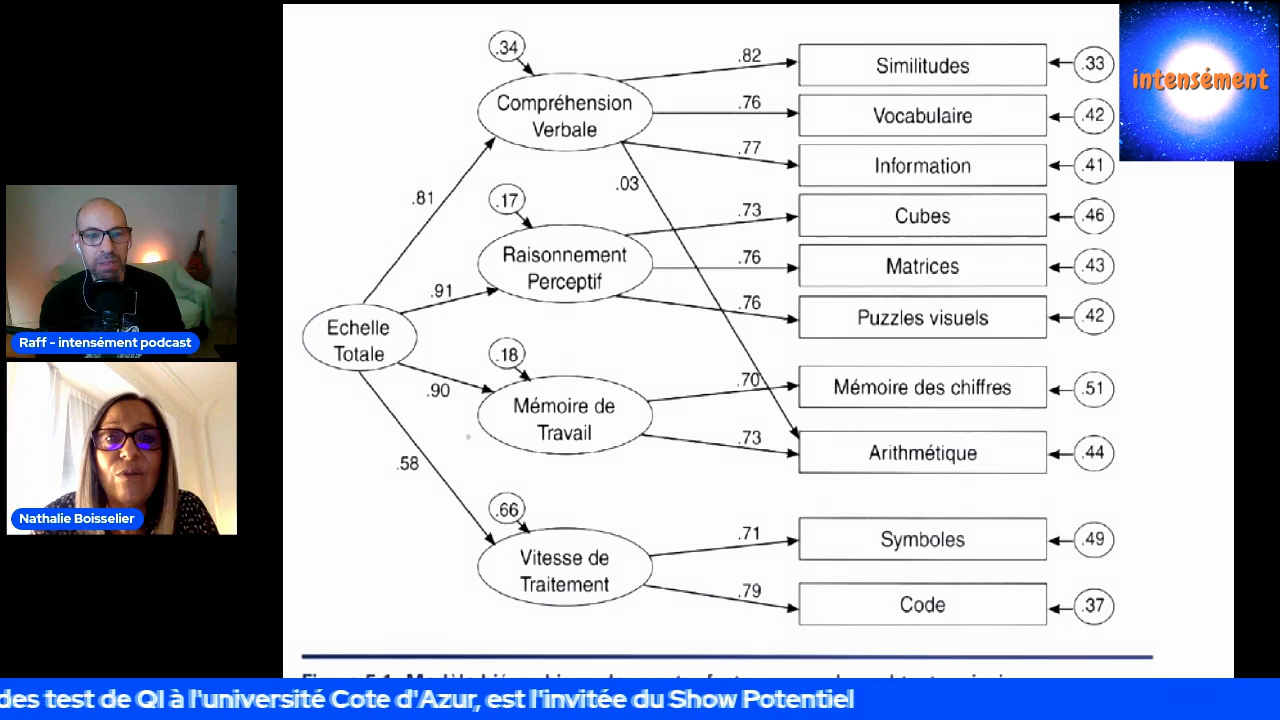 .34
.82
Similitudes
.33
intensément
Compréhension
Verbale
.76
Vocabulaire
.42
.77
Information
.41
.03
.81
.17
.73
Cubes
.46
Raisonnement
Perceptif
.76
Matrices
.43
.91
.76
Puzzles visuels
.42
Echelle
Totale
Raff - intensément podcast
.18
.70
Mémoire des chiffres
.51
.90
Mémoire de
Travail
.73
Arithmétique
.44
.58
Nathalie Boisselier
.66
.71
Symboles
.49
Vitesse de
Traitement
.79
Code
.37
des test de QI à l'université Cote d'Azur, est l'invitée du Show Potentiel